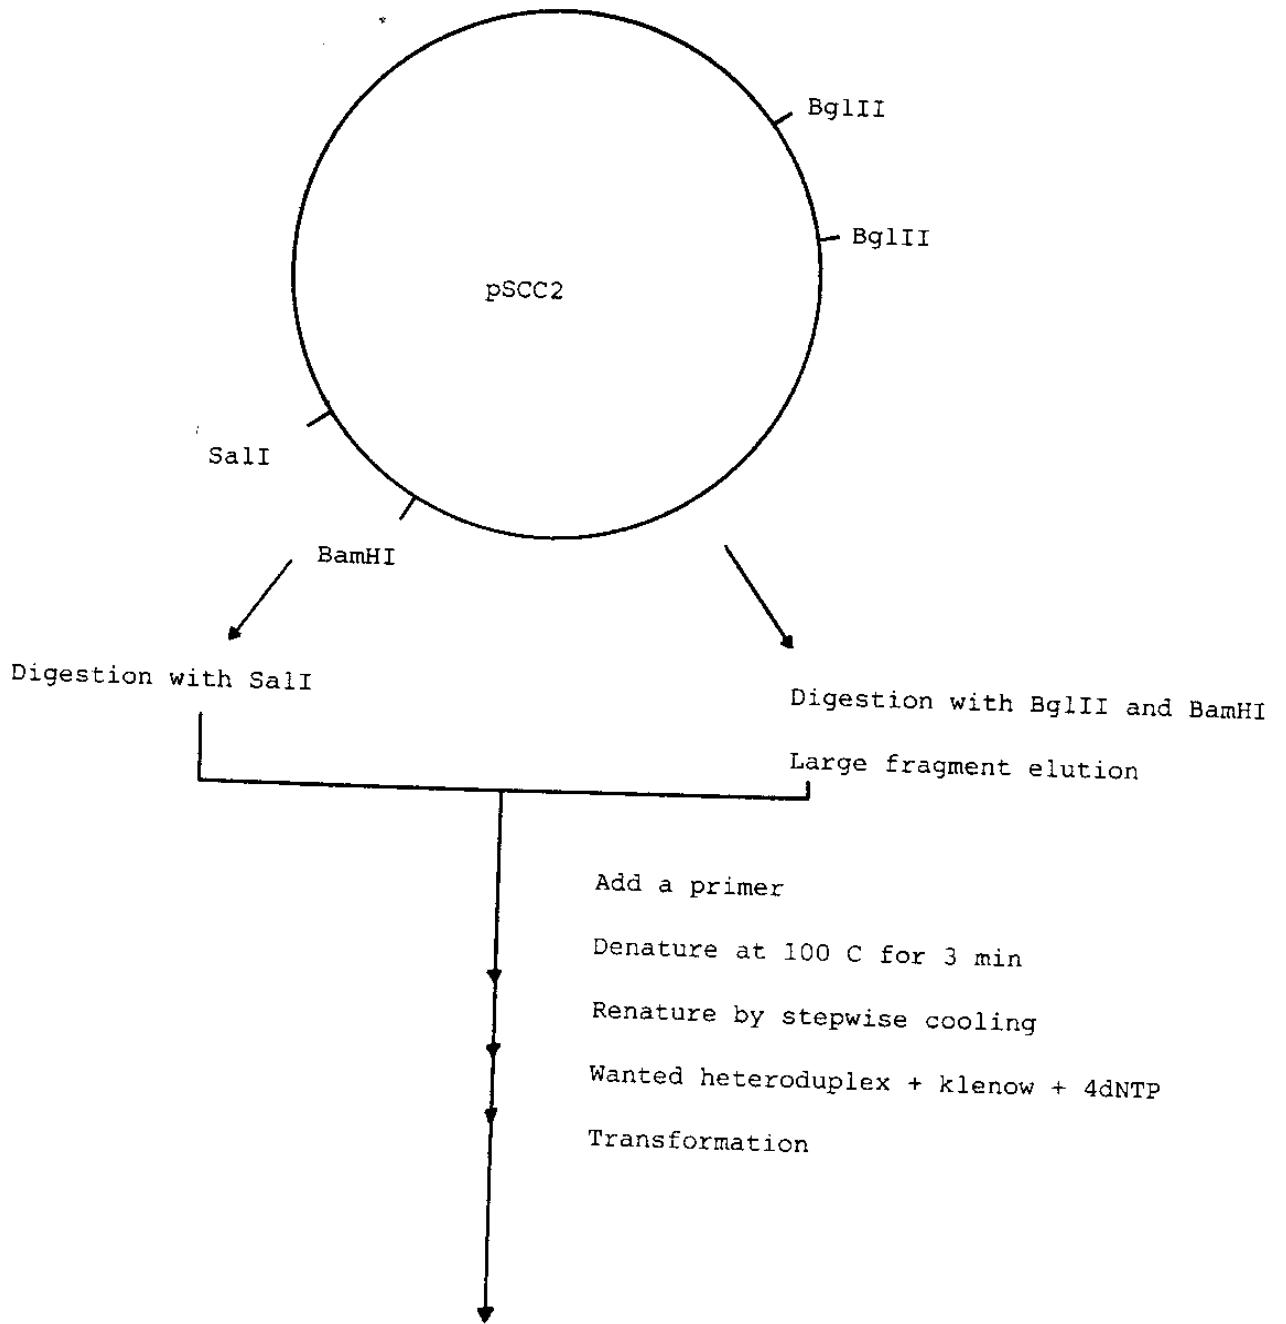 BglII
BglII
pSCC2
SalI
BamHI
Digestion with SalI
Digestion with BglII and BamHI
Large fragment elution
Add a primer
Denature at 100 C for 3 min
Renature by stepwise cooling
Wanted heteroduplex + klenow + 4dNTP
Transformation